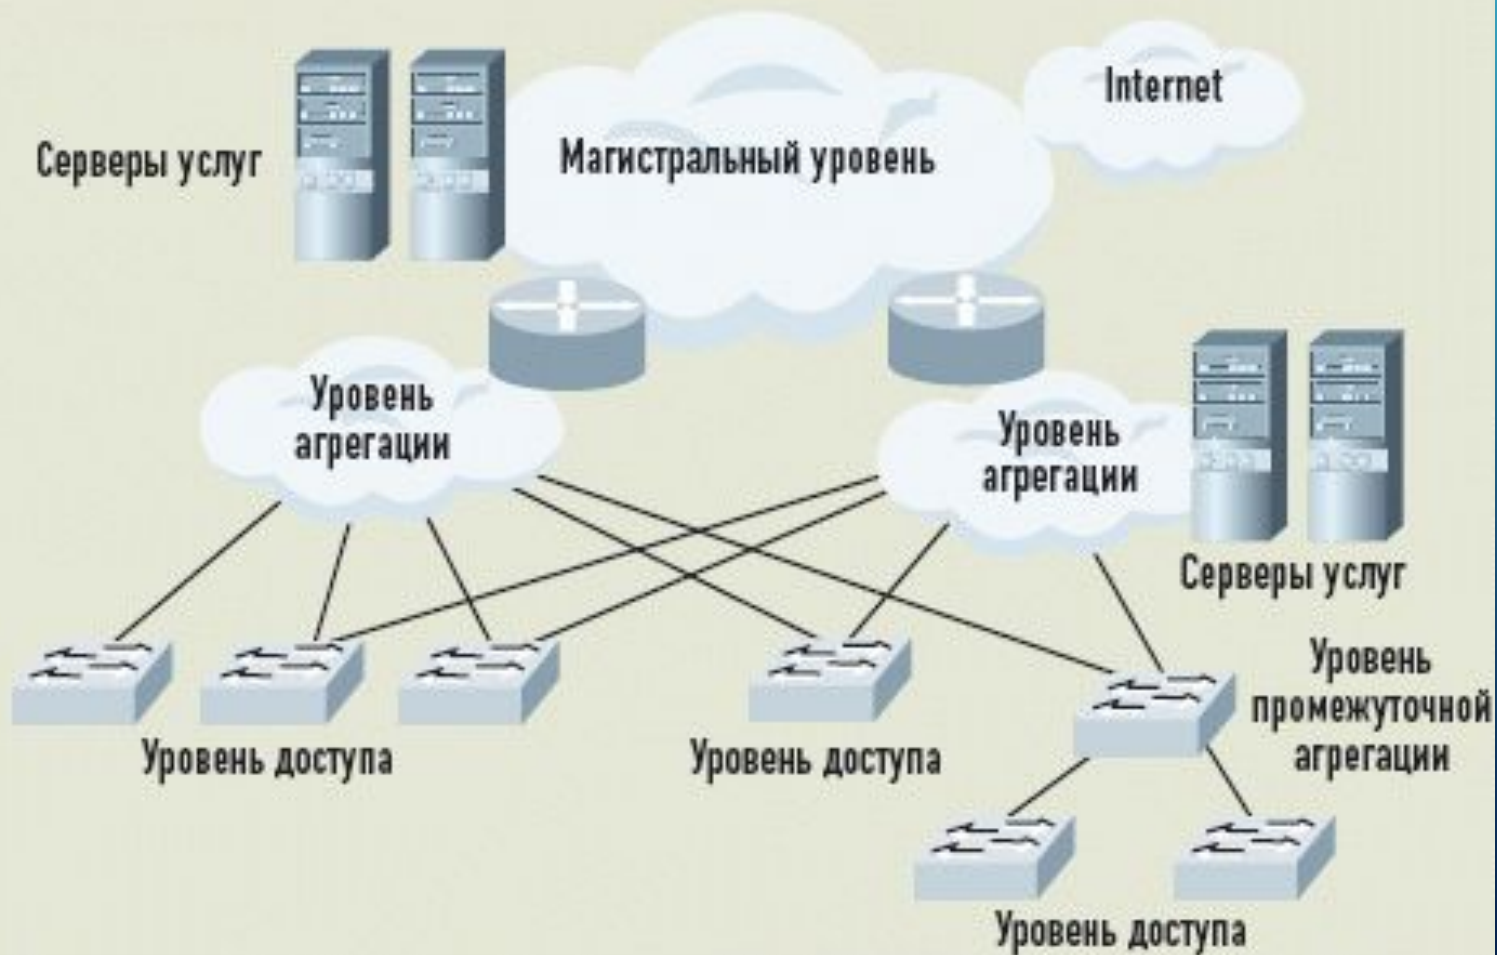 Internet
Серверы услуг
Магистральный уровень
Уровень
агрегации
Уровень
агрегации
Серверы услуг
Уровень
промежуточной
агрегации
Уровень доступа
Уровень доступа
Уровень доступа